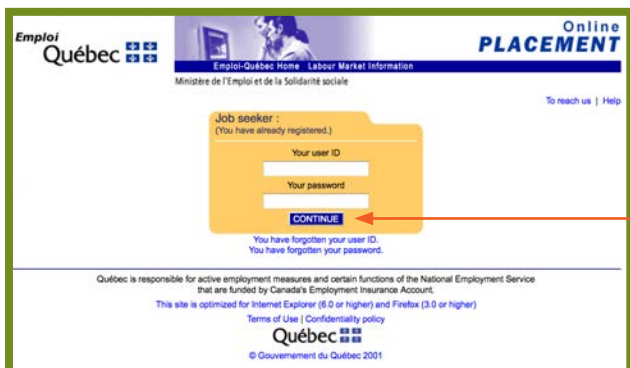 Emploi
Québec
Online
PLACEMENT
Emploi-Québec Home Labour Market Information
Ministère de l'Emploi et de la Solidarité sociale
To reach us | Help
Job seeker :
(You have already registered.)
Your user ID
Your password
CONTINUE
You have forgotten your user ID.
You have forgotten your password.
Québec is responsible for active employment measures and certain functions of the National Employment Service
that are funded by Canada's Employment Insurance Account.
This site is optimized for Internet Explorer (6.0 or higher) and Firefox (3.0 or higher)
Terms of Use | Confidentiality policy
Québec
© Gouvernement du Québec 2001